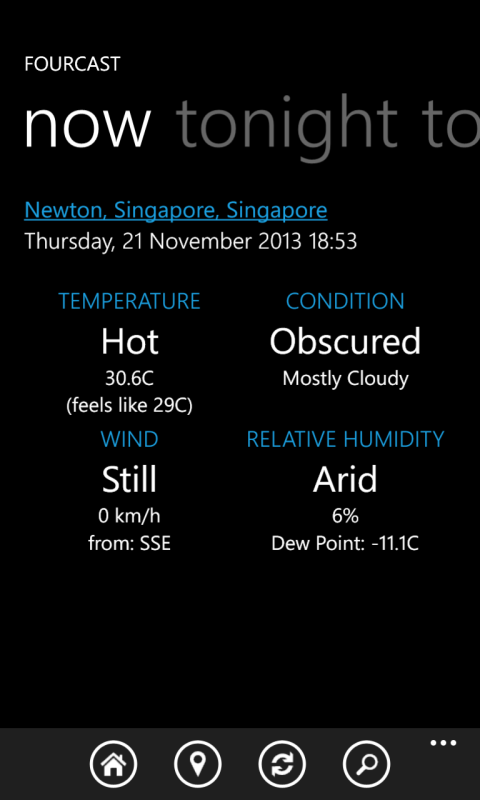 FOURCAST
now tonight to
Newton, Singapore, Singapore
Thursday, 21 November 2013 18:53
TEMPERATURE
Hot
30.6C
(feels like 29C)
CONDITION
Obscured
Mostly Cloudy
WIND
Still
0 km/h
from: SSE
RELATIVE HUMIDITY
Arid
6%
Dew Point: -11.1C